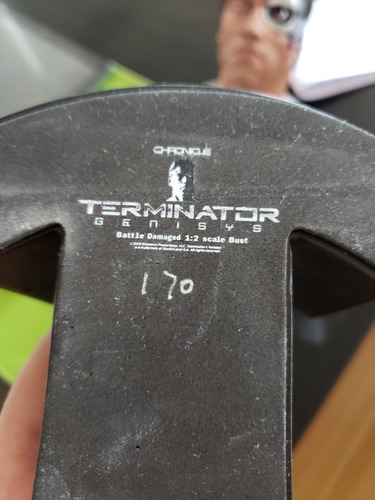 CHRONICLE
TERMINATOR
GENISYS
Battle Damaged 1:2 scale Bust
170